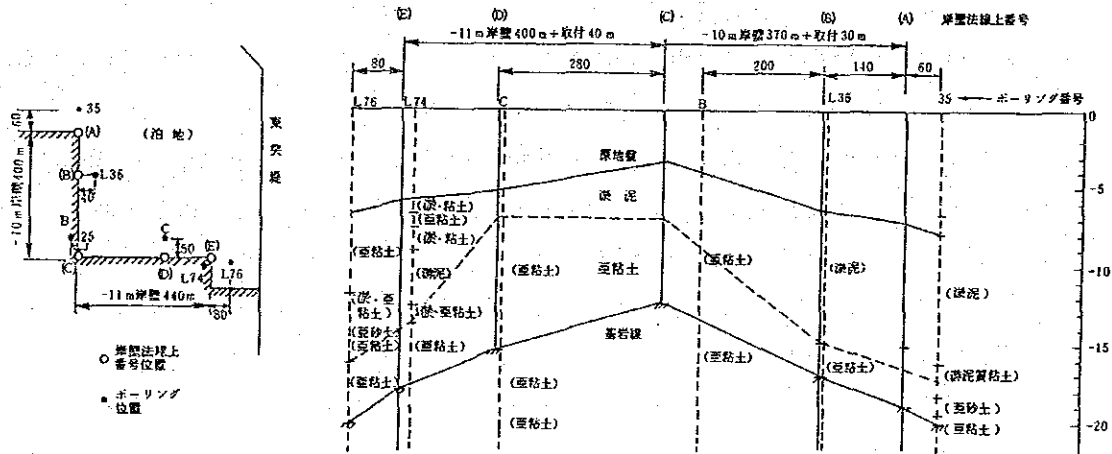 (E)
(D)
(C)
(B)
(A)
岸壁法線上番号
-11m岸壁400m+取付40m
-10m岸壁370m+取付30m
80
280
200
140
60
L76
L74
C
B
L36
35
ボーリング番号
0
-5
-10
-15
-20
原地盤
淤泥
亜粘土
基岩線
(亜粘土)
(淤・亜粘土)
(亜砂土)
(亜粘土)
(亜粘土)
(淤・粘土)
(亜粘土)
(淤・粘土)
(淤泥)
(淤・亜粘土)
(亜粘土)
(亜粘土)
(亜粘土)
(亜粘土)
(亜粘土)
(亜粘土)
(淤泥)
(亜粘土)
(淤泥)
(淤泥質粘土)
(亜砂土)
(亜粘土)
60
35
(A)
(泊地)
東突堤
-10m岸壁400m
(B)
L36
40
B
25
C
50
(C)
(D)
(E)
L74
L76
-11m岸壁440m
80
岸壁法線上
番号位置
ボーリング
位置